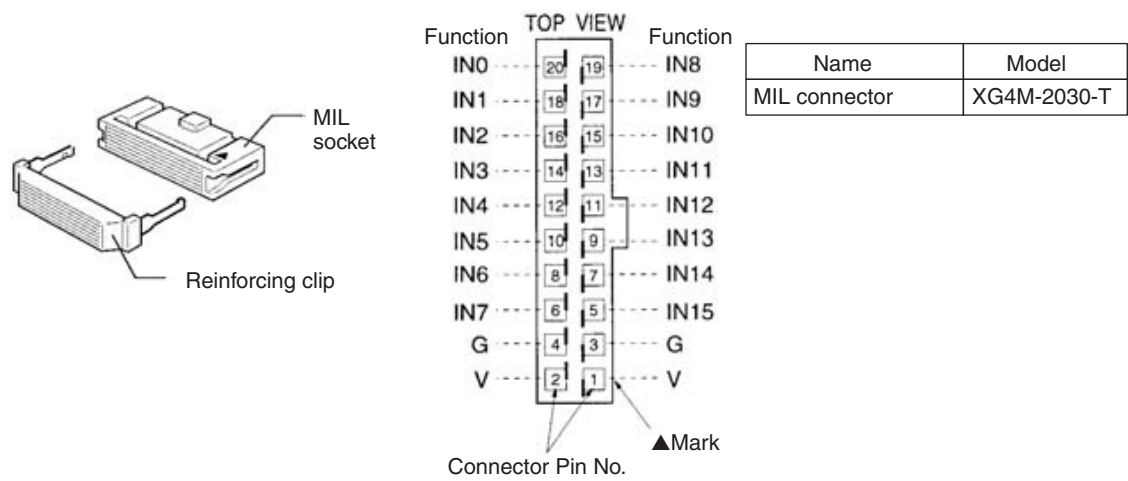 TOP VIEW
Function Function
IN0 20 19 IN8
IN1 18 17 IN9
IN2 16 15 IN10
IN3 14 13 IN11
IN4 12 11 IN12
IN5 10 9 IN13
IN6 8 7 IN14
IN7 6 5 IN15
G 4 3 G
V 2 1 V
▲Mark
Connector Pin No.
MIL
socket
Reinforcing clip
Name Model
MIL connector XG4M-2030-T